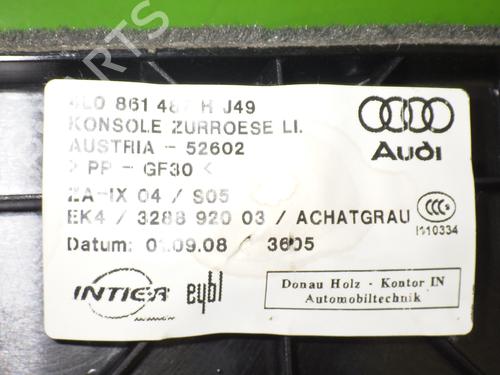 4L0 861 487 H J49
KONSOLE ZURROESE LI.
AUSTRIA - 52602
> PP - GF30 <
ZA-IX 04 / S05
EK4 / 3288 920 03 / ACHATGRAU
Datum: 01.09.08 / 3605
Audi
CCC
INTIER
eybl
Donau Holz - Kontor IN
Automobiltechnik